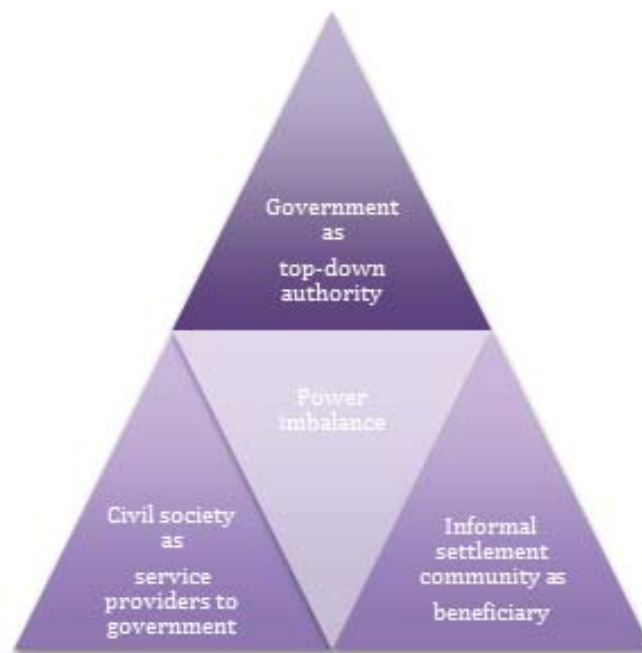 Government
as
top-down
authority
Power
imbalance
Civil society
as
service
providers to
government
Informal
settlement
community as
beneficiary